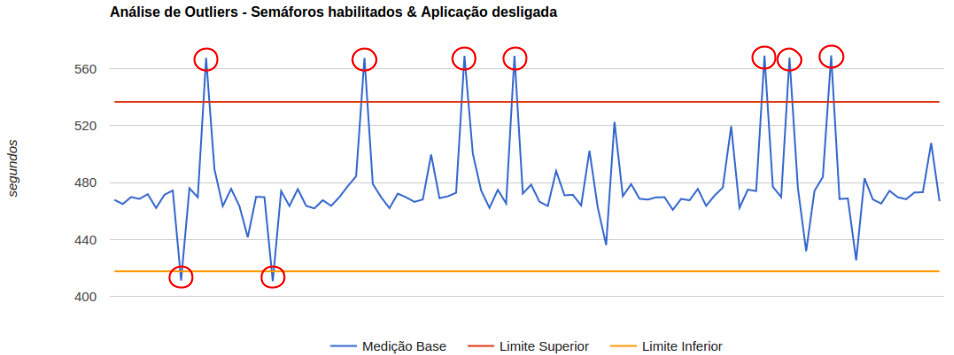 Análise de Outliers - Semáforos habilitados & Aplicação desligada
segundos
560
520
480
440
400
Medição Base
Limite Superior
Limite Inferior